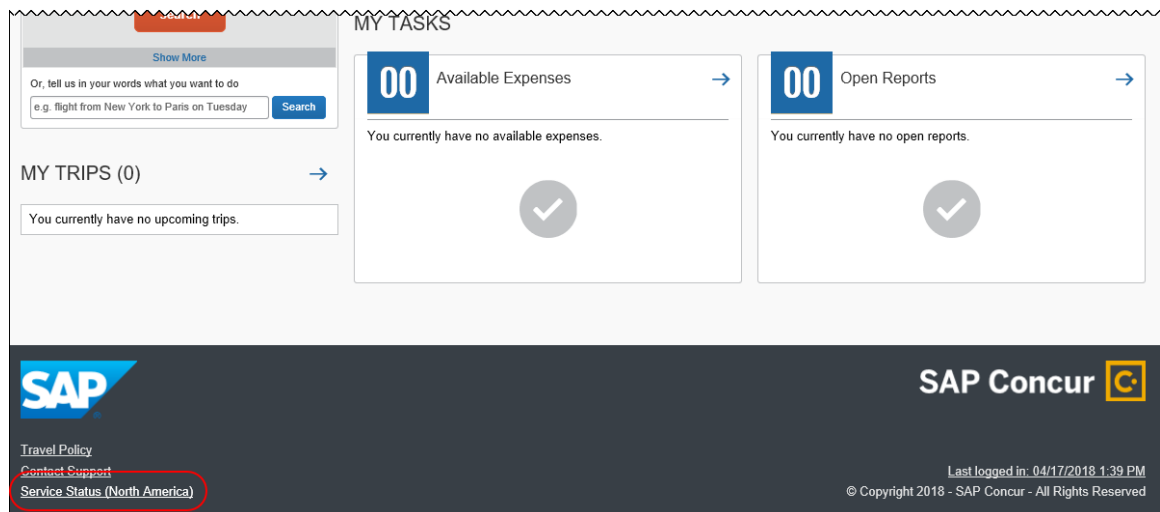 Search
Show More
Or, tell us in your words what you want to do
e.g. flight from New York to Paris on Tuesday
Search
MY TRIPS (0)
You currently have no upcoming trips.
MY TASKS
00
Available Expenses
You currently have no available expenses.
00
Open Reports
You currently have no open reports.
SAP
®
SAP Concur C.
Travel Policy
Contact Support
Service Status (North America)
Last logged in: 04/17/2018 1:39 PM
© Copyright 2018 - SAP Concur - All Rights Reserved